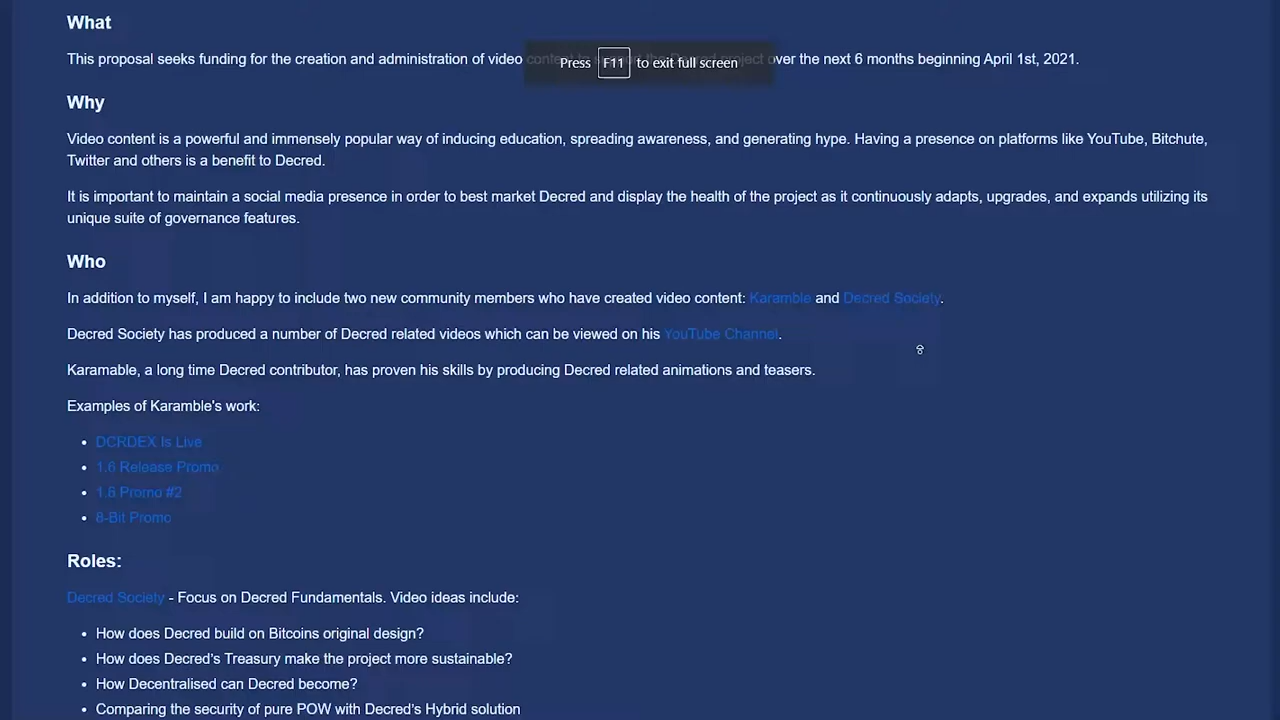 What
This proposal seeks funding for the creation and administration of video content to support the Decred project over the next 6 months beginning April 1st, 2021.
Press F11 to exit full screen
Why
Video content is a powerful and immensely popular way of inducing education, spreading awareness, and generating hype. Having a presence on platforms like YouTube, Bitchute,
Twitter and others is a benefit to Decred.
It is important to maintain a social media presence in order to best market Decred and display the health of the project as it continuously adapts, upgrades, and expands utilizing its
unique suite of governance features.
Who
In addition to myself, I am happy to include two new community members who have created video content: Karamble and Decred Society.
Decred Society has produced a number of Decred related videos which can be viewed on his YouTube Channel.
Karamable, a long time Decred contributor, has proven his skills by producing Decred related animations and teasers.
Examples of Karamble's work:
• DCRDEX Is Live
• 1.6 Release Promo
• 1.6 Promo #2
• 8-Bit Promo
Roles:
Decred Society - Focus on Decred Fundamentals. Video ideas include:
• How does Decred build on Bitcoins original design?
• How does Decred's Treasury make the project more sustainable?
• How Decentralised can Decred become?
• Comparing the security of pure POW with Decred's Hybrid solution